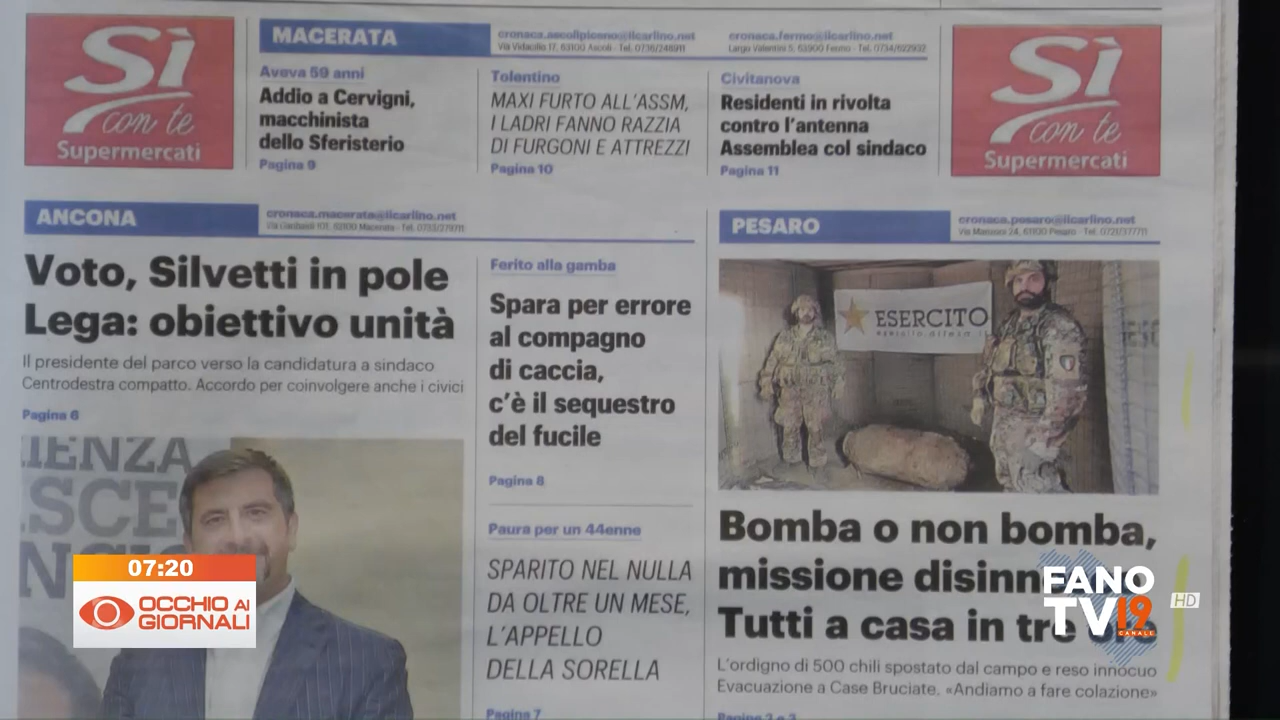 Sì
con te
Supermercati
MACERATA
cronaca.ascolipiceno@ilcarlino.net
cronaca.fermo@ilcarlino.net
Aveva 59 anni
Addio a Cervigni,
macchinista
dello Sferisterio
Pagina 9
Tolentino
MAXI FURTO ALL'ASSM,
I LADRI FANNO RAZZIA
DI FURGONI E ATTREZZI
Pagina 10
Civitanova
Residenti in rivolta
contro l'antenna
Assemblea col sindaco
Pagina 11
Sì
con te
Supermercati
ANCONA
cronaca.macerata@ilcarlino.net
Voto, Silvetti in pole
Lega: obiettivo unità
Il presidente del parco verso la candidatura a sindaco
Centrodestra compatto. Accordo per coinvolgere anche i civici
Pagina 6
Ferito alla gamba
Spara per errore
al compagno
di caccia,
c'è il sequestro
del fucile
Pagina 8
Paura per un 44enne
SPARITO NEL NULLA
DA OLTRE UN MESE,
L'APPELLO
DELLA SORELLA
Pagina 7
PESARO
cronaca.pesaro@ilcarlino.net
ESERCITO
Bomba o non bomba,
missione disinn
Tutti a casa in tre ore
L'ordigno di 500 chili spostato dal campo e reso innocuo
Evacuazione a Case Bruciate. «Andiamo a fare colazione»
Pagina 2 e 3
07:20
OCCHIO AI
GIORNALI
FANO
TV 19
CANALE
HD